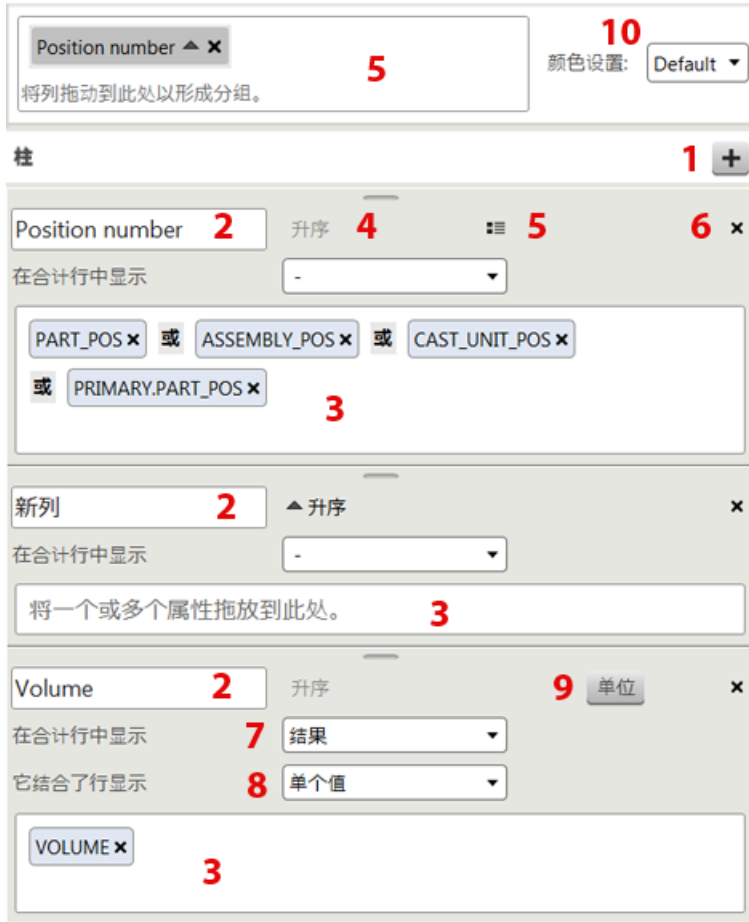 10
Position number
5
颜色设置:
Default
将列拖动到此处以形成分组。
柱
1
Position number
2
升序
4
5
6
在合计行中显示
-
PART_POS 或 ASSEMBLY_POS 或 CAST_UNIT_POS
或 PRIMARY.PART_POS
3
新列
2
升序
在合计行中显示
-
将一个或多个属性拖放到此处。
3
Volume
2
升序
9
单位
在合计行中显示
7
结果
它结合了行显示
8
单个值
VOLUME
3